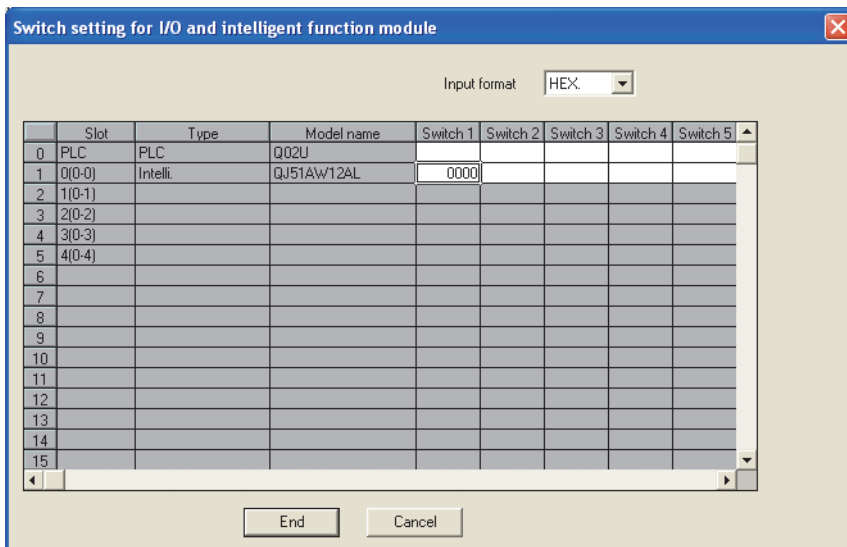 Switch setting for I/O and intelligent function module
Input format HEX.
Slot Type Model name Switch 1 Switch 2 Switch 3 Switch 4 Switch 5
0 PLC PLC Q02U
1 0(0-0) Intelli. QJ51AW12AL 0000
2 1(0-1)
3 2(0-2)
4 3(0-3)
5 4(0-4)
6
7
8
9
10
11
12
13
14
15
End Cancel